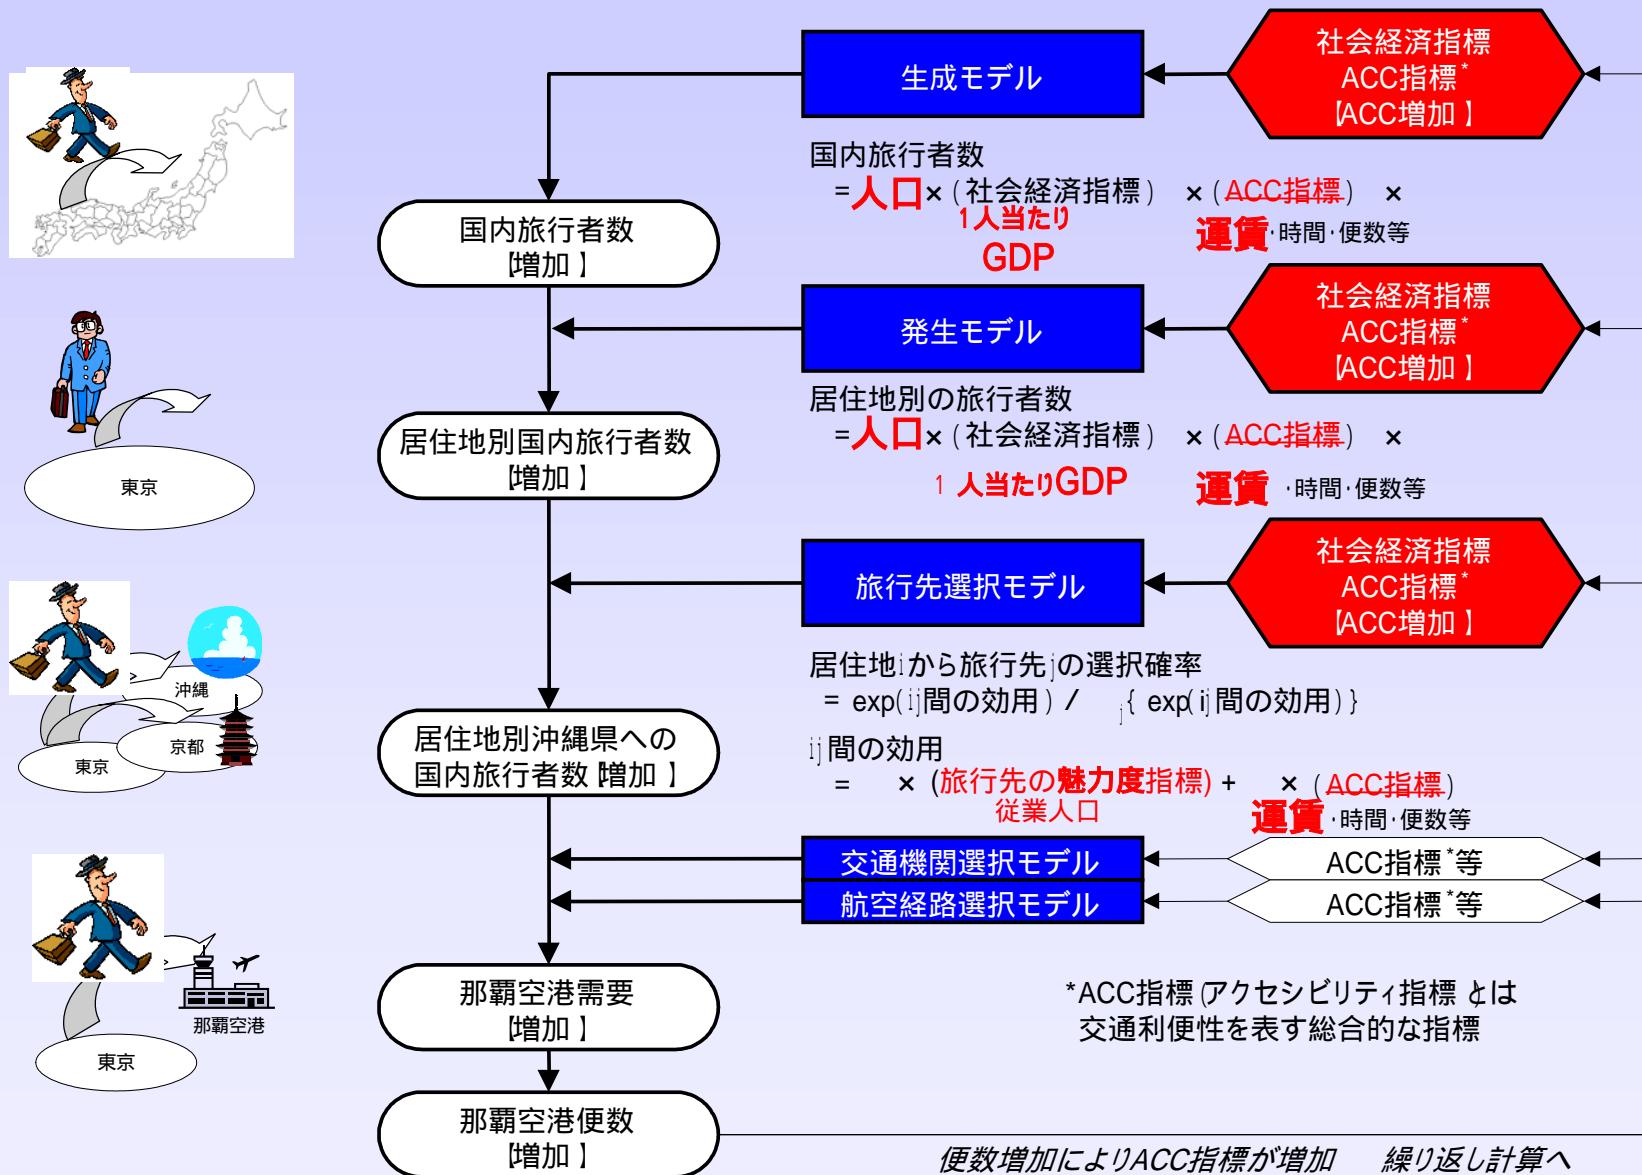 生成モデル
社会経済指標
ACC指標*
【ACC増加】
国内旅行者数
=人口×(社会経済指標) ×(ACC指標) ×
1人当たり
GDP
運賃・時間・便数等
国内旅行者数
【増加】
発生モデル
社会経済指標
ACC指標*
【ACC増加】
居住地別の旅行者数
=人口×(社会経済指標) ×(ACC指標) ×
1人当たりGDP
運賃・時間・便数等
居住地別国内旅行者数
【増加】
東京
旅行先選択モデル
社会経済指標
ACC指標*
【ACC増加】
居住地iから旅行先jの選択確率
= exp(ij間の効用) / j{ exp(ij間の効用)}
ij間の効用
= × (旅行先の魅力度指標) + × (ACC指標)
従業人口
運賃・時間・便数等
居住地別沖縄県への
国内旅行者数【増加】
沖縄
京都
東京
交通機関選択モデル
ACC指標*等
航空経路選択モデル
ACC指標*等
那覇空港需要
【増加】
那覇空港
東京
*ACC指標(アクセシビリティ指標)とは
交通利便性を表す総合的な指標
那覇空港便数
【増加】
便数増加によりACC指標が増加 繰り返し計算へ